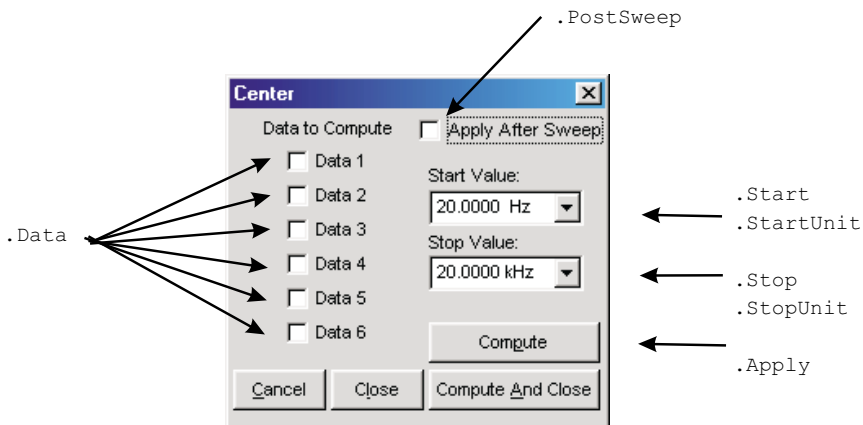 .PostSweep
Center
Data to Compute
Apply After Sweep
Data 1
Data 2
Data 3
Data 4
Data 5
Data 6
Start Value:
20.0000 Hz
Stop Value:
20.0000 kHz
Compute
Cancel
Close
Compute And Close
.Data
.Start
.StartUnit
.Stop
.StopUnit
.Apply